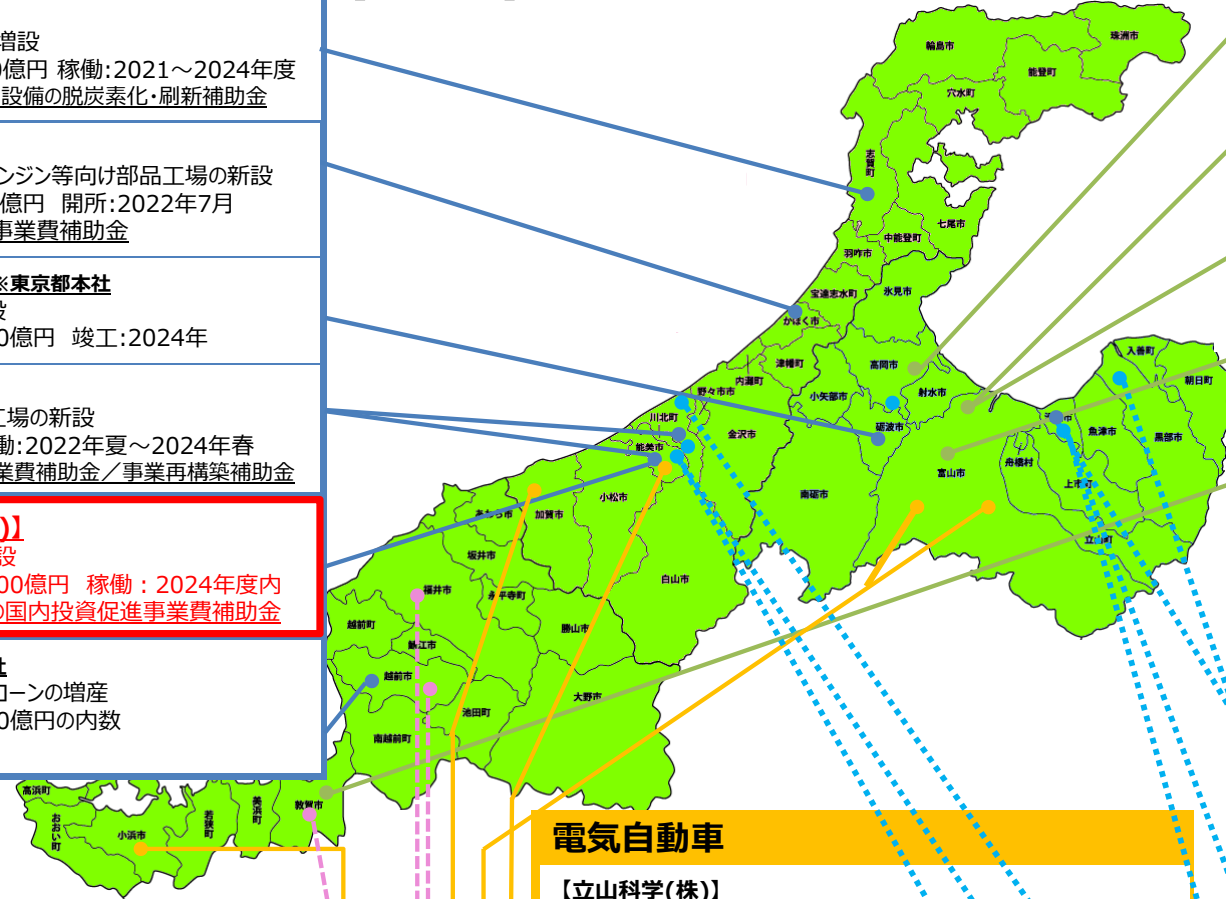 増設
億円 稼働:2021～2024年度
設備の脱炭素化・刷新補助金
ンジン等向け部品工場の新設
億円 開所:2022年7月
事業費補助金
※東京都本社
設
0億円 竣工:2024年
工場の新設
働:2022年夏～2024年春
業費補助金／事業再構築補助金
)】
設
00億円 稼働：2024年度内
の国内投資促進事業費補助金
社
ローンの増産
0億円の内数
珠洲市
輪島市
能登町
穴水町
志賀町
七尾市
中能登町
羽咋市
宝達志水町
氷見市
かほく市
津幡町
高岡市
入善町
朝日町
内灘町
野々市市
小矢部市
射水市
川北町
金沢市
砺波市
魚津市
黒部市
能美市
富山市
舟橋村
上市町
小松市
南砺市
あわら市
加賀市
立山町
坂井市
白山市
福井市
永平寺町
越前町
勝山市
鯖江市
越前市
大野市
池田町
南越前町
高浜町
おおい町
小浜市
若狭町
美浜町
敦賀市
電気自動車
【立山科学(株)】